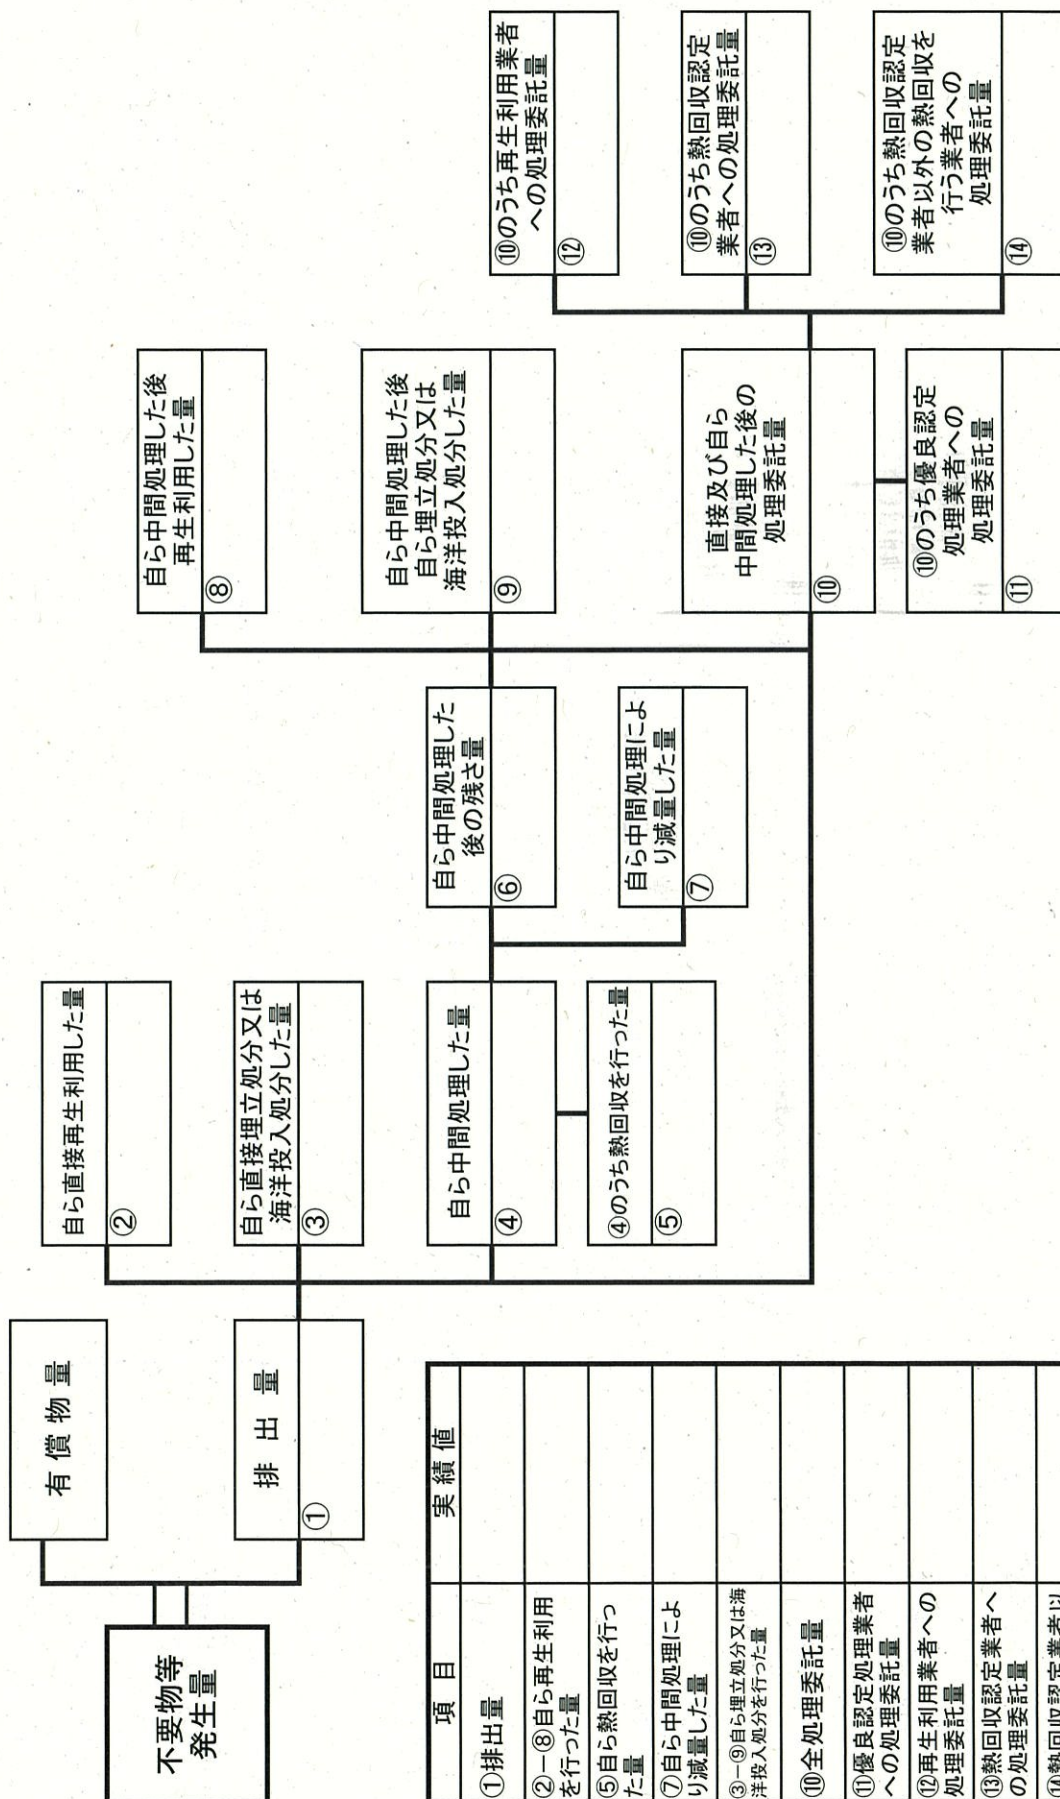 不要物等
発生量
有償物量
排出量
①
自ら直接再生利用した量
②
自ら直接埋立処分又は
海洋投入処分した量
③
自ら中間処理した量
④
④のうち熱回収を行った量
⑤
自ら中間処理した
後の残さ量
⑥
自ら中間処理によ
り減量した量
⑦
自ら中間処理した後
再生利用した量
⑧
自ら中間処理した後
自ら埋立処分又は
海洋投入処分した量
⑨
直接及び自ら
中間処理した後の
処理委託量
⑩
⑩のうち優良認定
処理業者への
処理委託量
⑪
⑩のうち再生利用業者
への処理委託量
⑫
⑩のうち熱回収認定
業者への処理委託量
⑬
⑩のうち熱回収認定
業者以外の熱回収を
行う業者への
処理委託量
⑭
項目
実績値
①排出量
②−⑧自ら再生利用
を行った量
⑤自ら熱回収を行っ
た量
⑦自ら中間処理によ
り減量した量
③−⑨自ら埋立処分又は海
洋投入処分を行った量
⑩全処理委託量
⑪優良認定処理業者
への処理委託量
⑫再生利用業者への
処理委託量
⑬熱回収認定業者へ
の処理委託量
⑭熱回収認定業者以